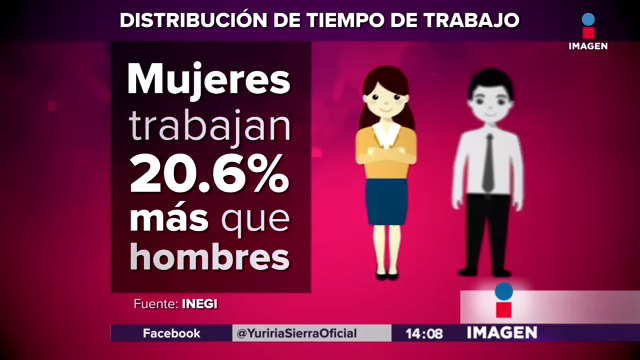 DISTRIBUCIÓN DE TIEMPO DE TRABAJO
IMAGEN
Mujeres
trabajan
20.6%
más que
hombres
Fuente: INEGI
Facebook @YuririaSierraOficial 14:08 IMAGEN